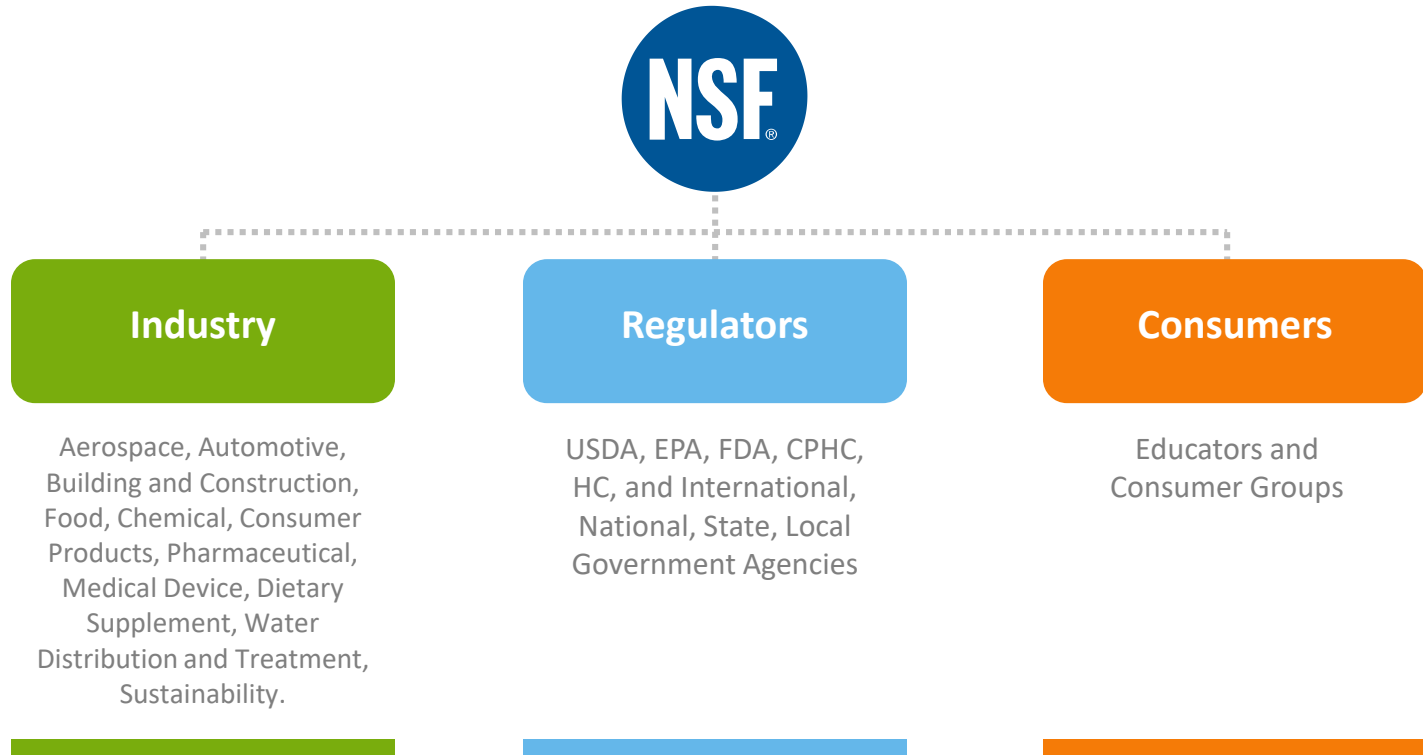 NSF®
Industry
Aerospace, Automotive,
Building and Construction,
Food, Chemical, Consumer
Products, Pharmaceutical,
Medical Device, Dietary
Supplement, Water
Distribution and Treatment,
Sustainability.
Regulators
USDA, EPA, FDA, CPHC,
HC, and International,
National, State, Local
Government Agencies
Consumers
Educators and
Consumer Groups